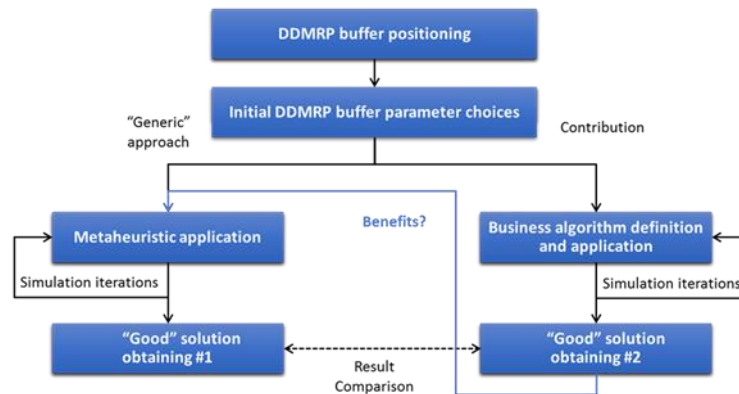 DDMRP buffer positioning
Initial DDMRP buffer parameter choices
“Generic”
approach
Contribution
Metaheuristic application
Benefits?
Business algorithm definition
and application
Simulation iterations
Simulation iterations
“Good” solution
obtaining #1
“Good” solution
obtaining #2
Result
Comparison